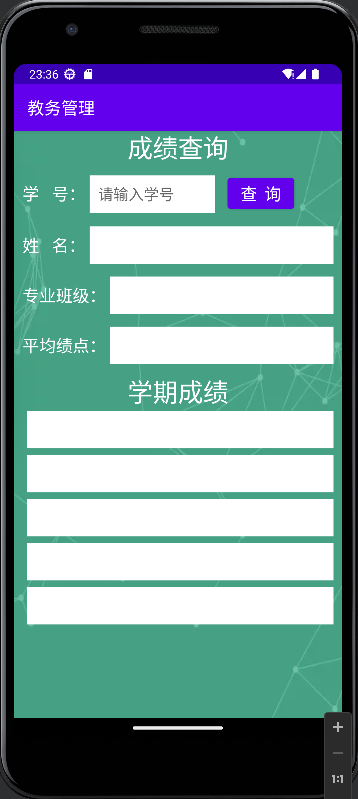 23:36
教务管理
成绩查询
学 号： 请输入学号 查 询
姓 名：
专业班级：
平均绩点：
学期成绩
1:1